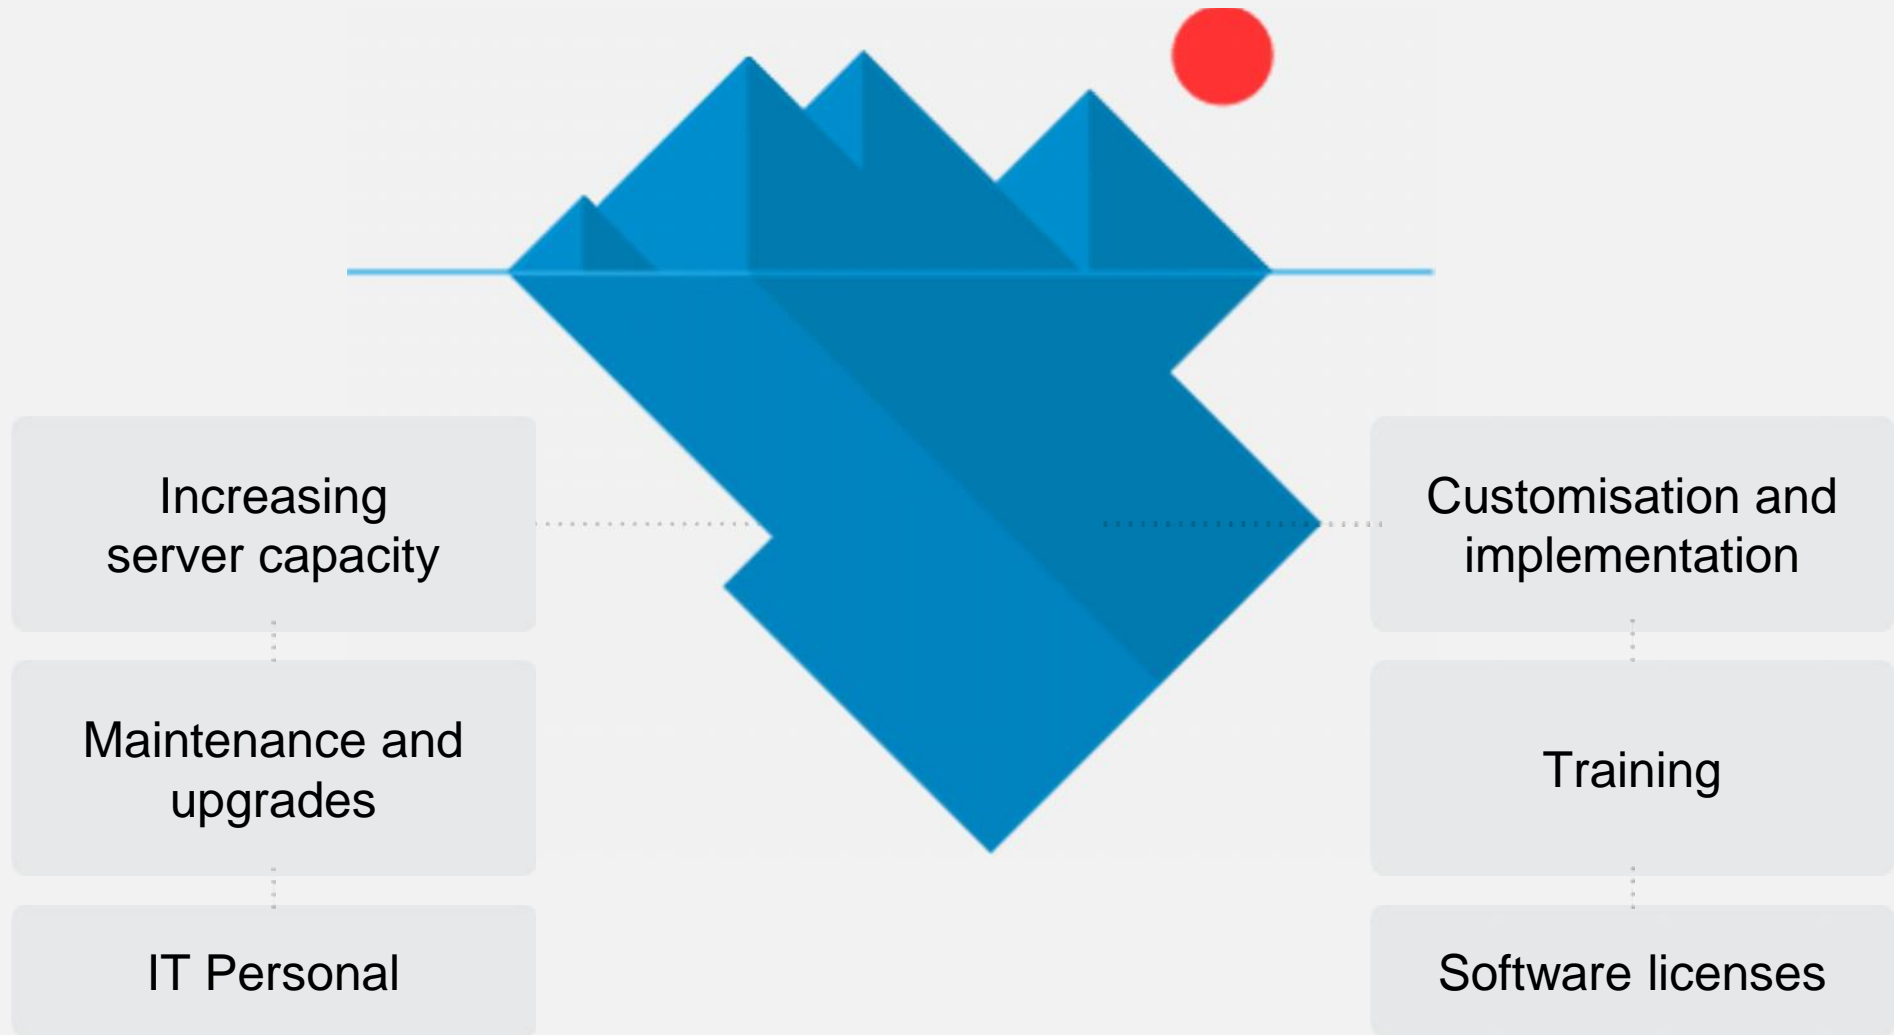 Increasing
server capacity
Maintenance and
upgrades
IT Personal
Customisation and
implementation
Training
Software licenses